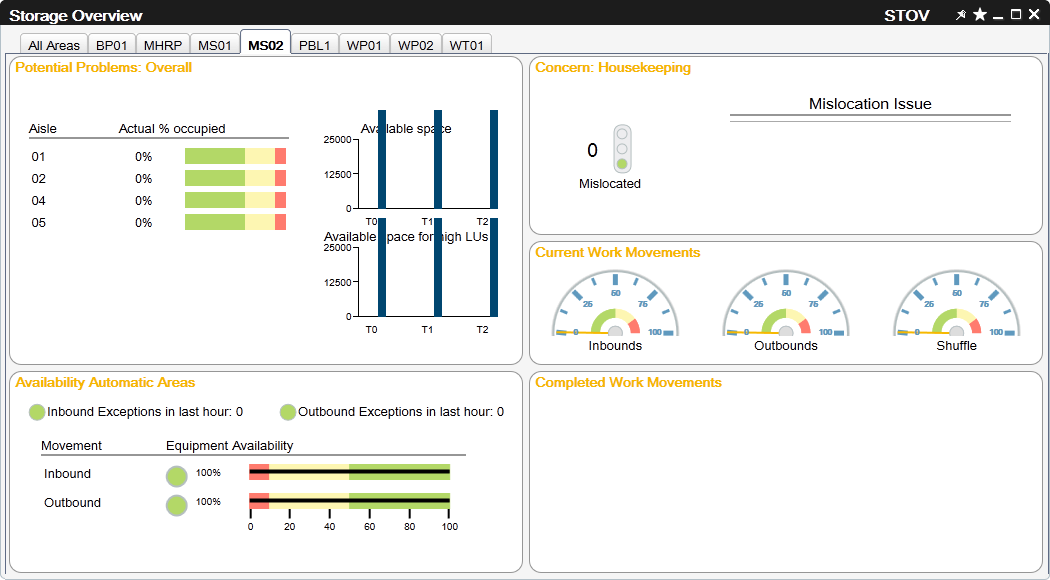 Storage Overview
STOV
All Areas
BP01
MHRP
MS01
MS02
PBL1
WP01
WP02
WT01
Potential Problems: Overall
Aisle
Actual % occupied
01
0%
02
0%
04
0%
05
0%
Available space
25000
12500
0
T0
T1
T2
Available space for high LUs
25000
12500
0
T0
T1
T2
Concern: Housekeeping
0
Mislocated
Mislocation Issue
Current Work Movements
0
25
50
75
100
Inbounds
0
25
50
75
100
Outbounds
0
25
50
75
100
Shuffle
Availability Automatic Areas
Inbound Exceptions in last hour: 0
Outbound Exceptions in last hour: 0
Movement
Equipment Availability
Inbound
100%
Outbound
100%
0 20 40 60 80 100
Completed Work Movements